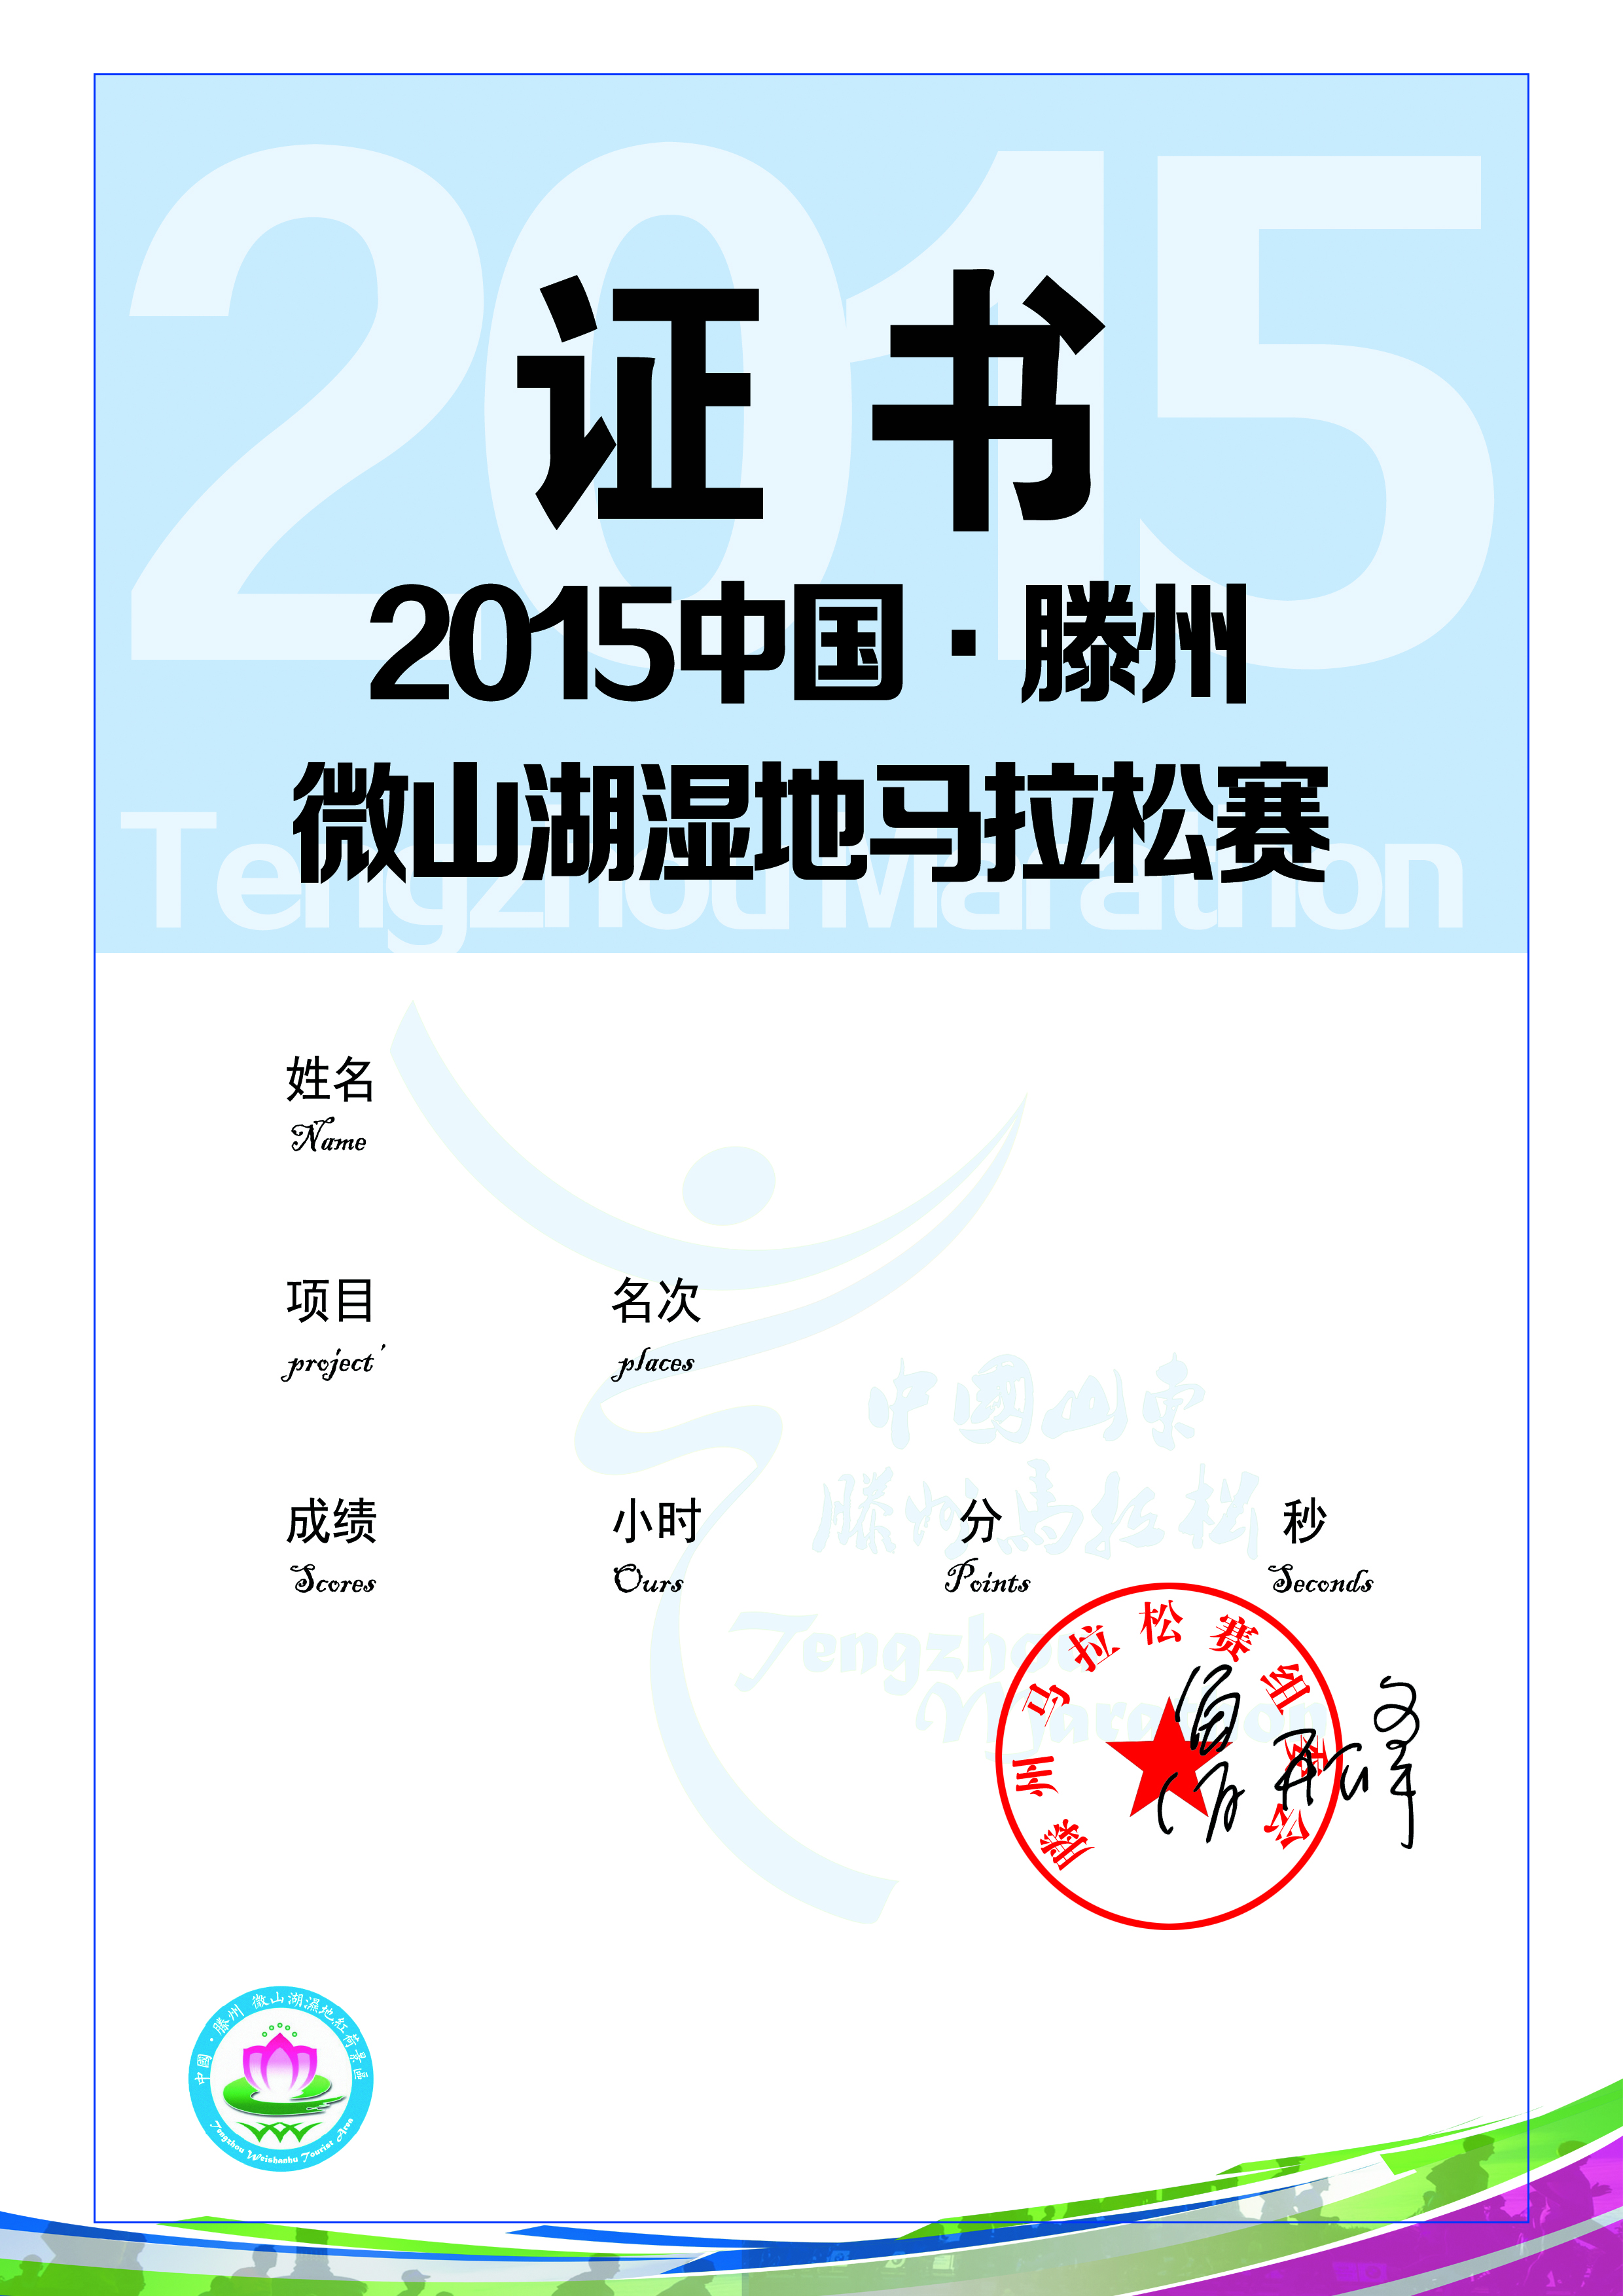 2015
证书
2015中国·滕州
微山湖湿地马拉松赛
Tengzhou Marathon
姓名
Name
项目 名次
project' places
中國山东
滕州馬拉松
成绩 小时 分 秒
Scores Ours Points Seconds
Tengzhou
Marathon
滕州马拉松赛组委会
中國·滕州 微山湖濕地紅荷景區
Tengzhou Weishanhu Tourist Area